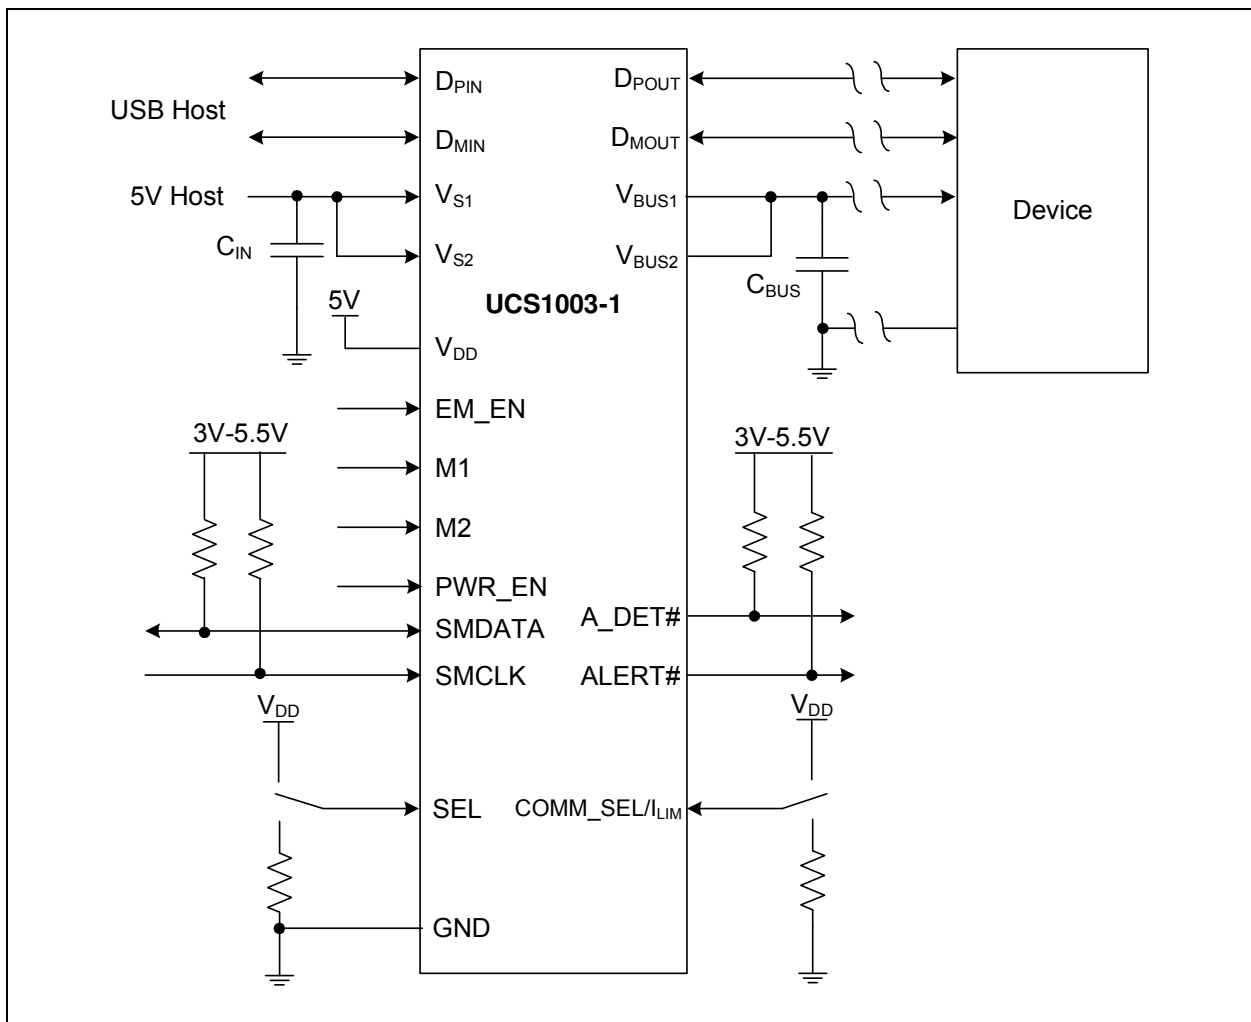 USB Host
5V Host
C_IN
5V
3V-5.5V
V_DD
D_PIN
D_MIN
V_S1
V_S2
V_DD
EM_EN
M1
M2
PWR_EN
SMDATA
SMCLK
SEL
GND
UCS1003-1
D_POUT
D_MOUT
V_BUS1
V_BUS2
A_DET#
ALERT#
COMM_SEL/I_LIM
C_BUS
Device
3V-5.5V
V_DD